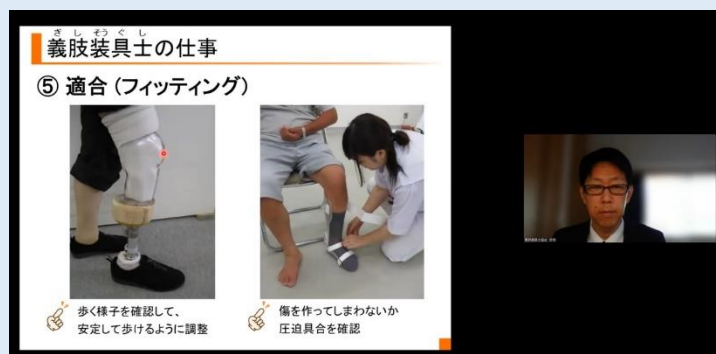 ぎ し そう ぐ し
義肢装具士の仕事
⑤ 適合（フィッティング）
歩く様子を確認して、
安定して歩けるように調整
傷を作ってしまわないか
圧迫具合を確認